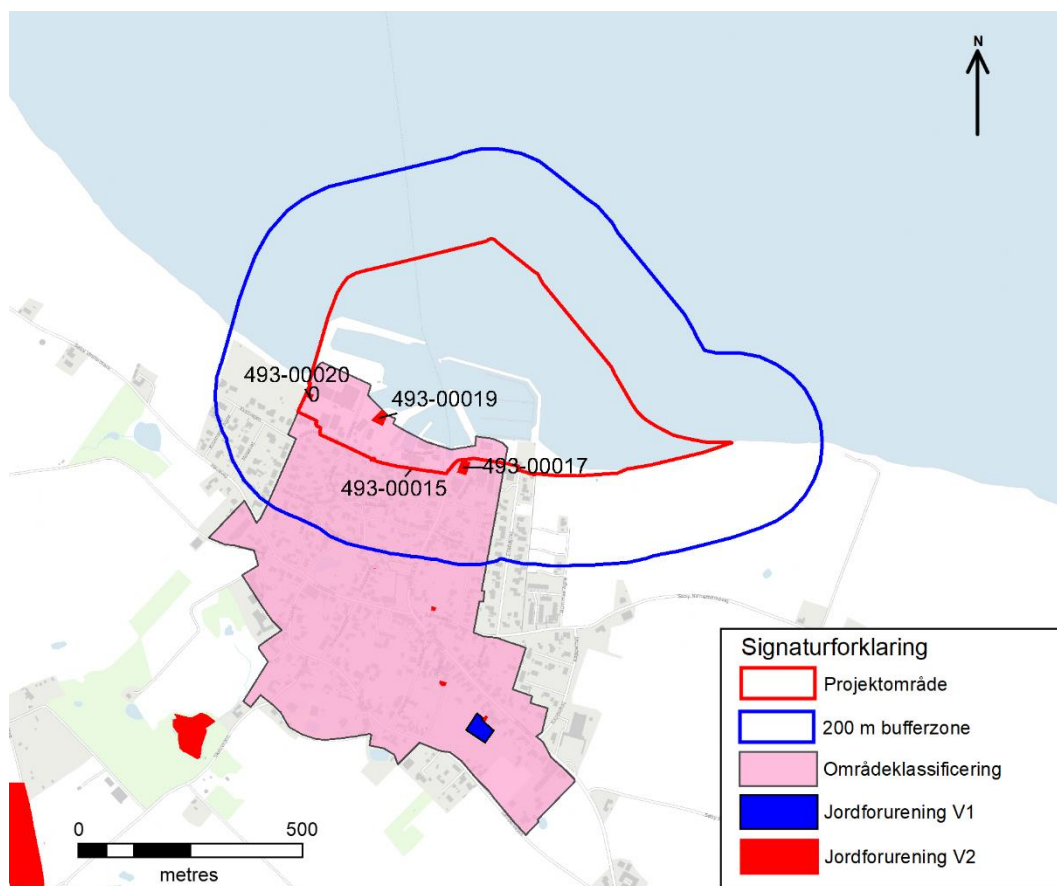 N
493-00020
493-00019
493-00017
493-00015
0 500
metres
Signaturforklaring
Projektområde
200 m bufferzone
Områdeklassificering
Jordforurening V1
Jordforurening V2